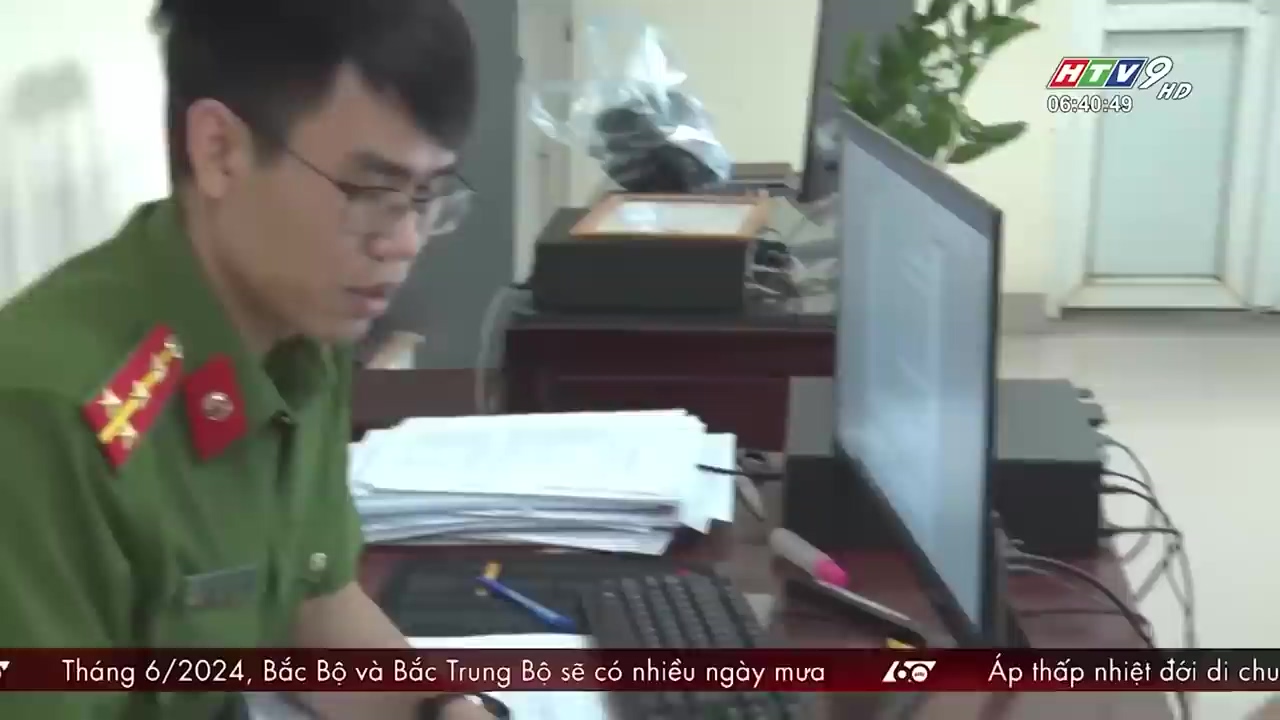 HTV9 HD
06:40:49
Tháng 6/2024, Bắc Bộ và Bắc Trung Bộ sẽ có nhiều ngày mưa
60
Áp thấp nhiệt đới di chu